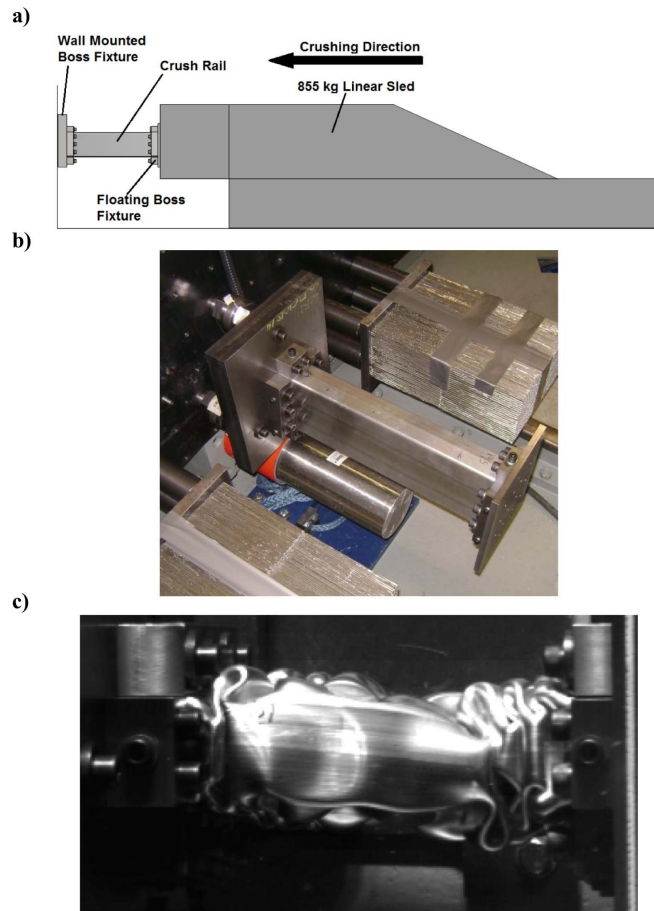 a)
Wall Mounted
Boss Fixture
Crush Rail
Crushing Direction
855 kg Linear Sled
Floating Boss
Fixture
b)
c)